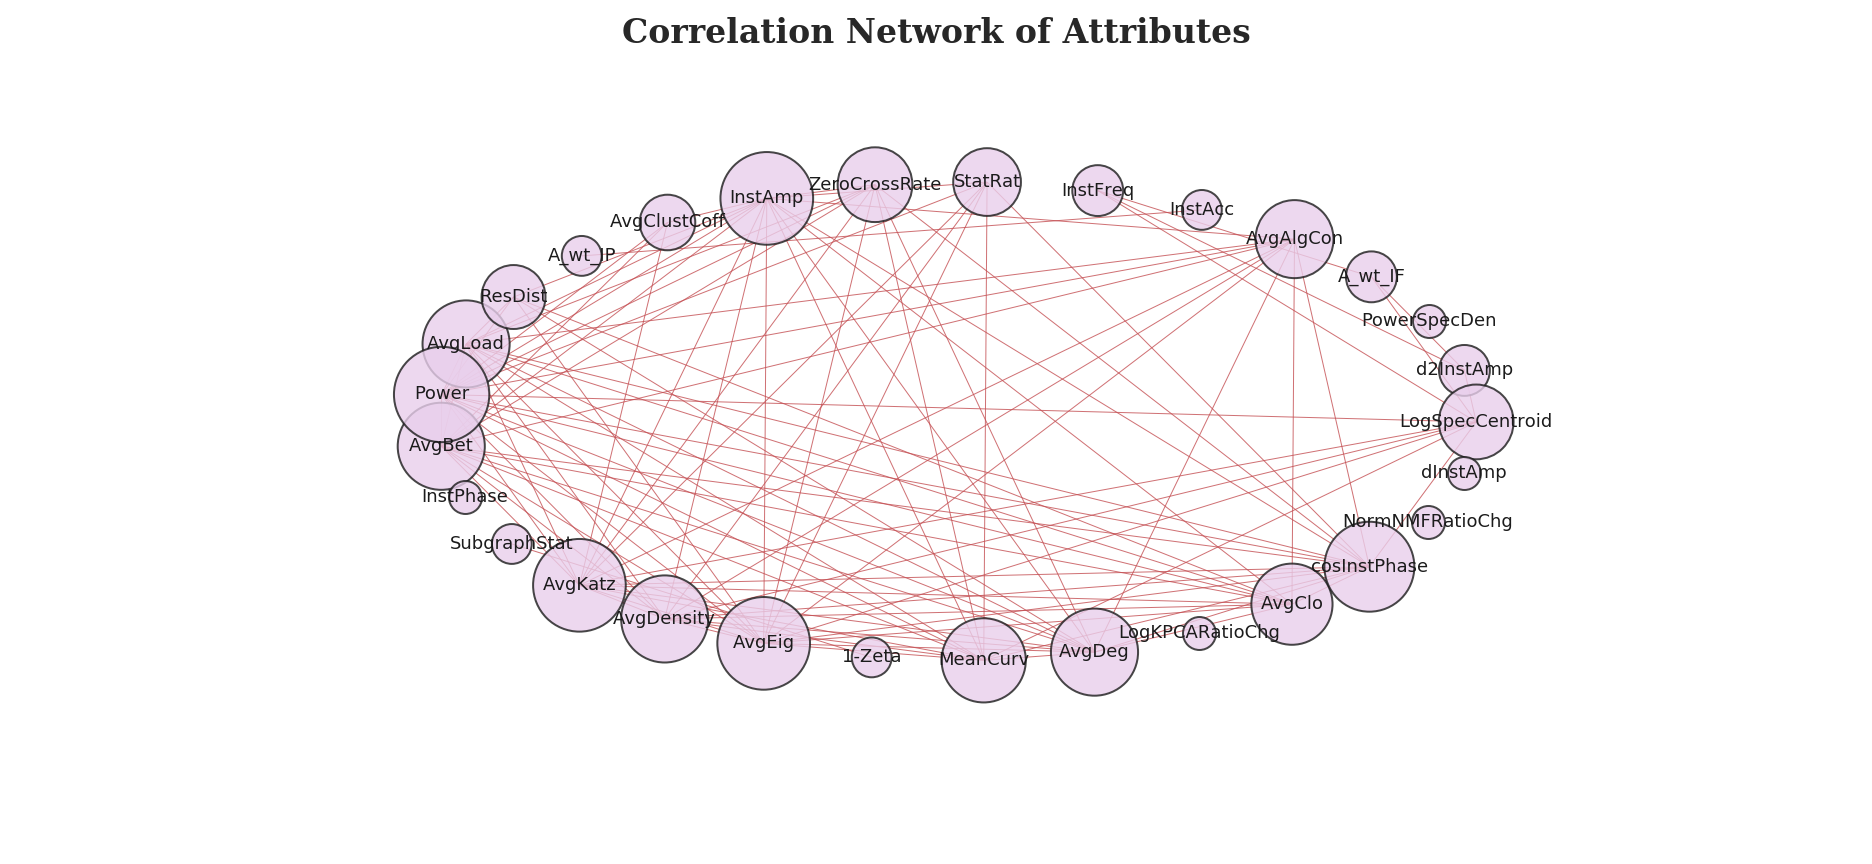 Correlation Network of Attributes
InstAmp
ZeroCrossRate
StatRat
InstFreq
InstAcc
AvgClustCoff
AvgAlgCon
A_wt_IP
A_wt_IF
ResDist
PowerSpecDen
AvgLoad
d2InstAmp
Power
LogSpecCentroid
AvgBet
dInstAmp
InstPhase
NormNMFRatioChg
SubgraphStat
cosInstPhase
AvgKatz
AvgClo
AvgDensity
LogKPCARatioChg
AvgEig
1-Zeta
MeanCurv
AvgDeg